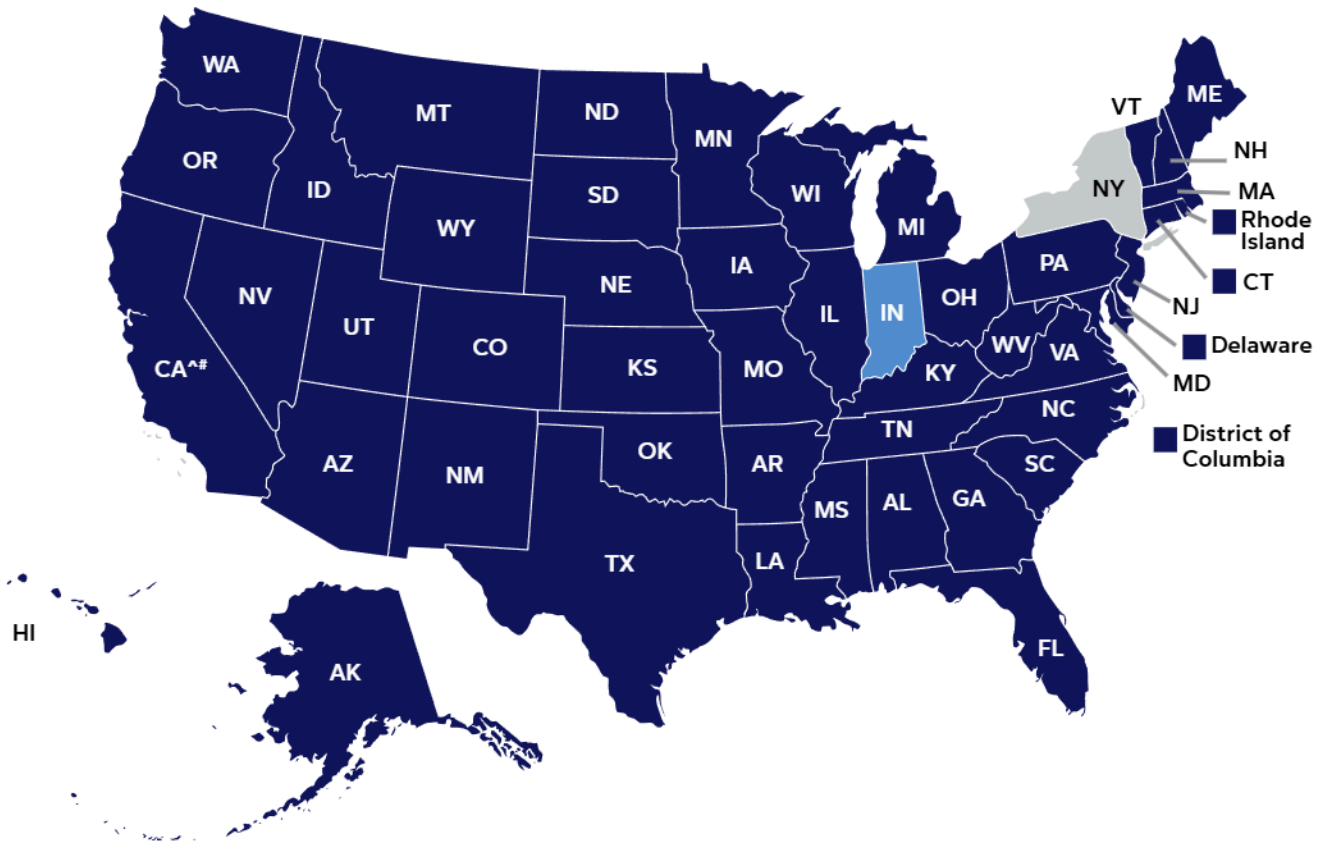 WA
MT
ND
MN
VT
ME
OR
ID
SD
WI
MI
NY
NH
MA
Rhode
Island
WY
IA
PA
CT
NV
NE
IL
IN
OH
NJ
UT
CO
KS
MO
KY
WV
VA
Delaware
MD
CA^#
AZ
NM
OK
AR
TN
NC
District of
Columbia
SC
MS
AL
GA
TX
LA
HI
AK
FL